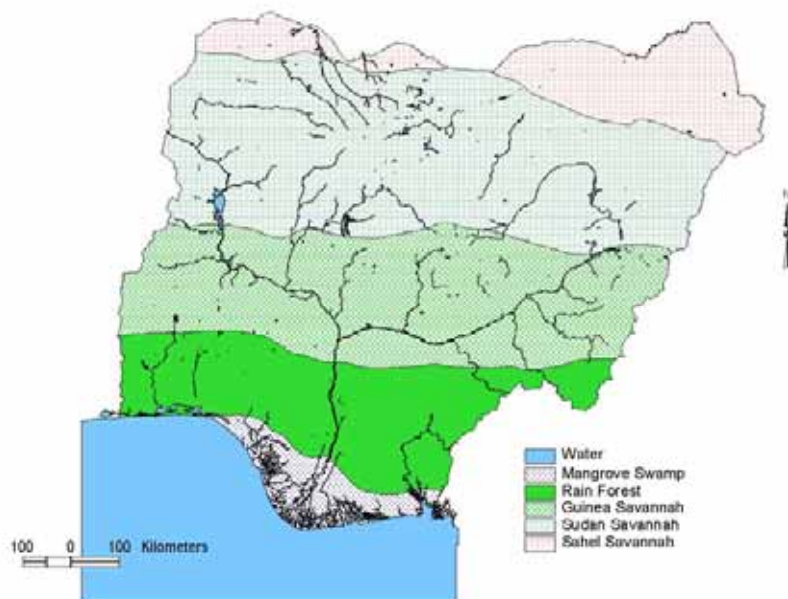 Water
Mangrove Swamp
Rain Forest
Guinea Savannah
Sudan Savannah
Sahel Savannah
100 0 100 Kilometers